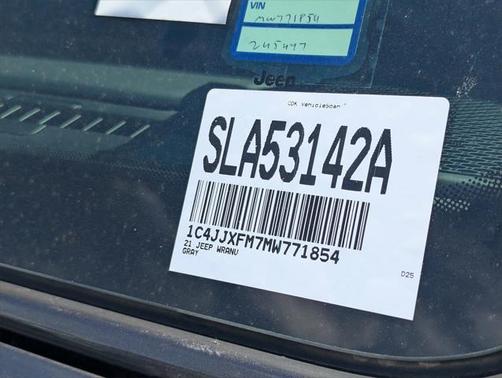 VIN
MW771854
245497
Jeep
CDK VehicleScan
SLA53142A
1C4JJXFM7MW771854
21 JEEP WRANU
GRAY
D25